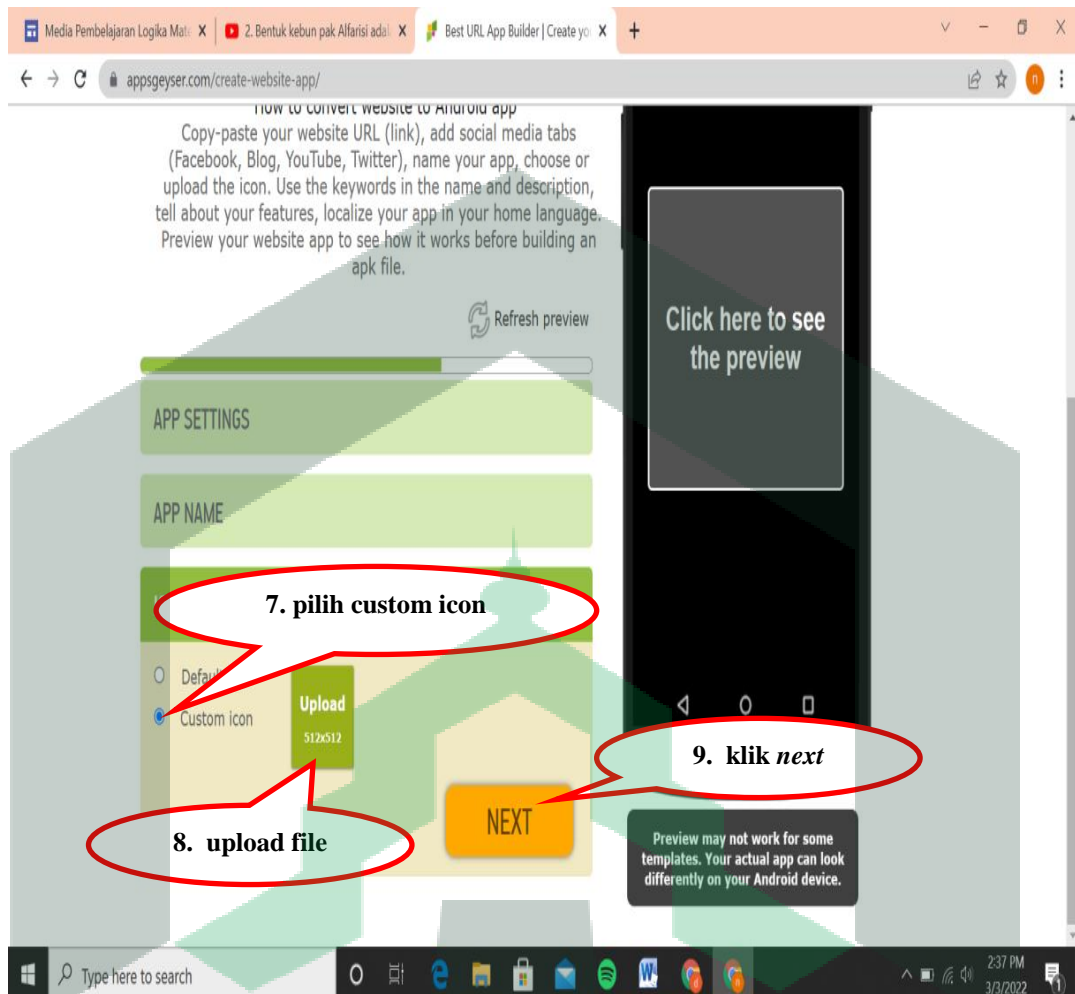 Media Pembelajaran Logika Mate
2. Bentuk kebun pak Alfarisi adal
Best URL App Builder | Create yo
appsgeyser.com/create-website-app/
n
How to convert website to Android app
Copy-paste your website URL (link), add social media tabs
(Facebook, Blog, YouTube, Twitter), name your app, choose or
upload the icon. Use the keywords in the name and description,
tell about your features, localize your app in your home language.
Preview your website app to see how it works before building an
apk file.
Refresh preview
Click here to see
the preview
APP SETTINGS
APP NAME
7. pilih custom icon
Defaul
Custom icon
Upload
512x512
9. klik next
NEXT
8. upload file
Preview may not work for some
templates. Your actual app can look
differently on your Android device.
Type here to search
2:37 PM
3/3/2022